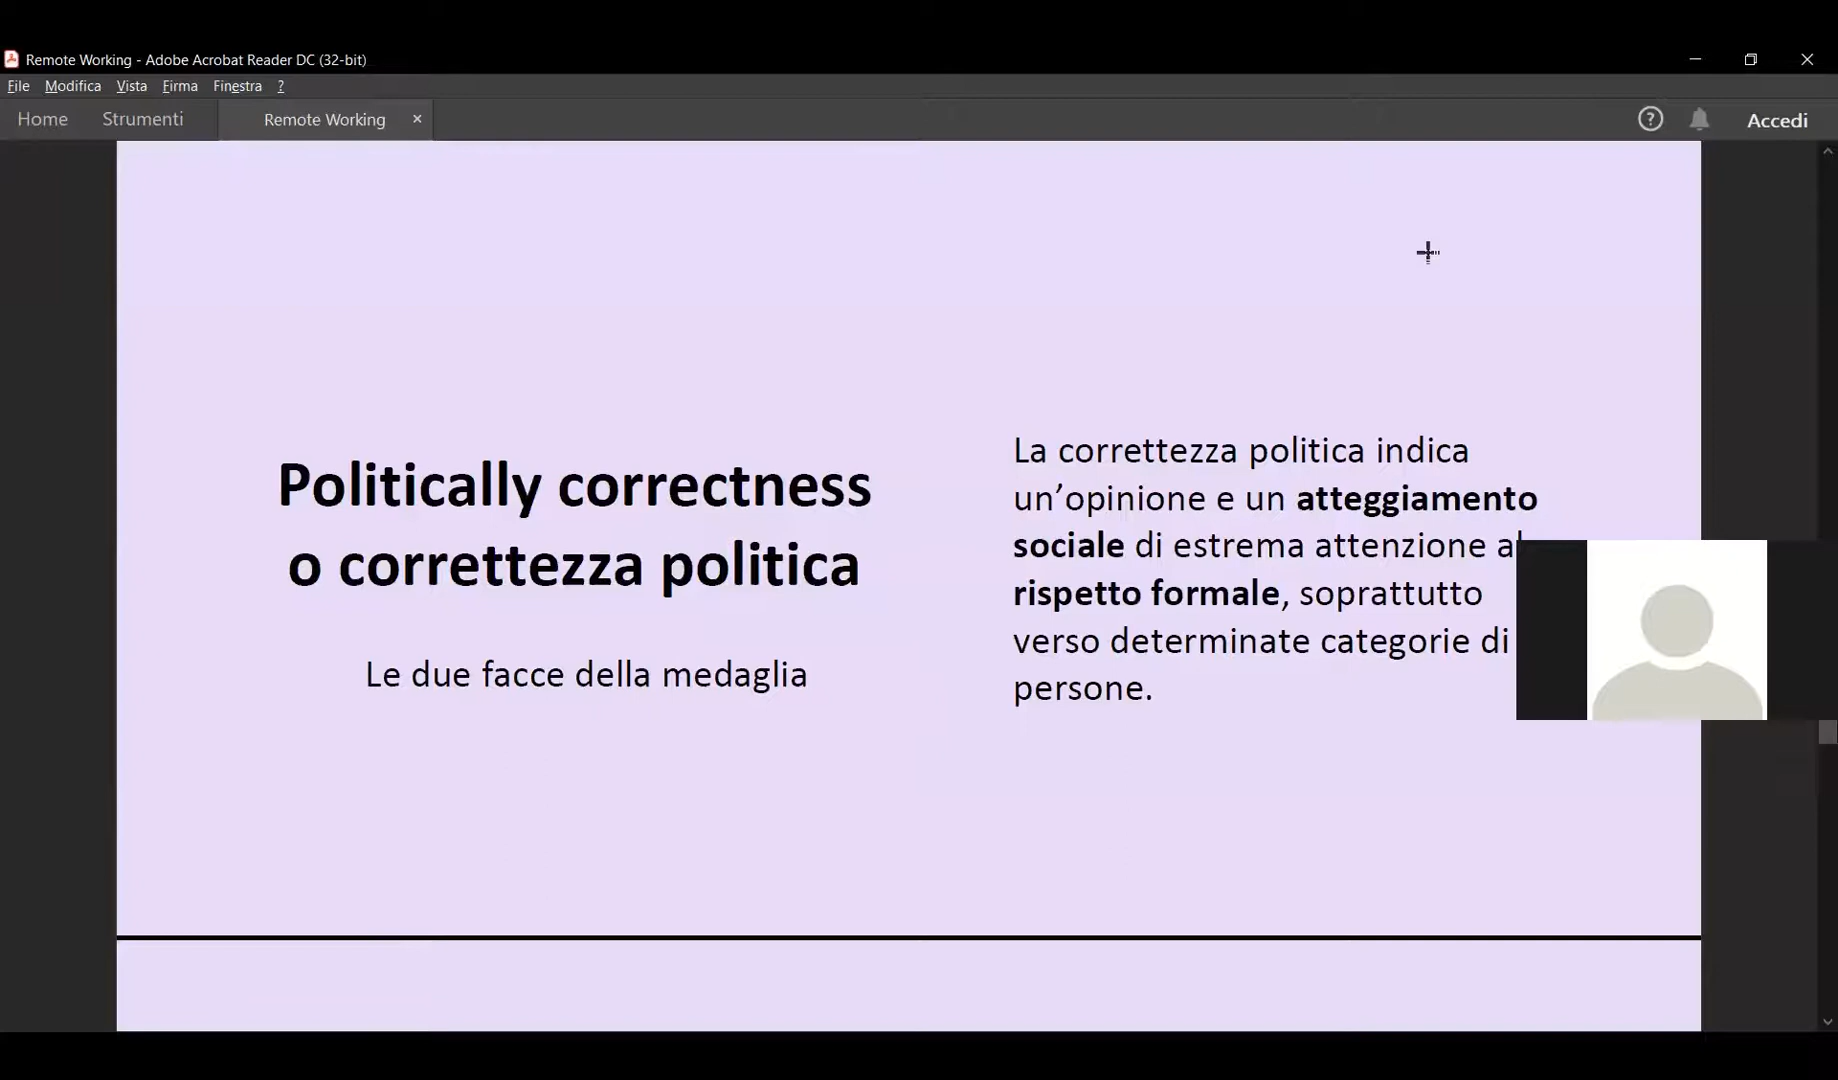 Remote Working - Adobe Acrobat Reader DC (32-bit)
File Modifica Vista Firma Finestra ?
Home Strumenti Remote Working × ? Accedi
Politically correctness
o correttezza politica
Le due facce della medaglia
La correttezza politica indica
un’opinione e un atteggiamento
sociale di estrema attenzione al
rispetto formale, soprattutto
verso determinate categorie di
persone.